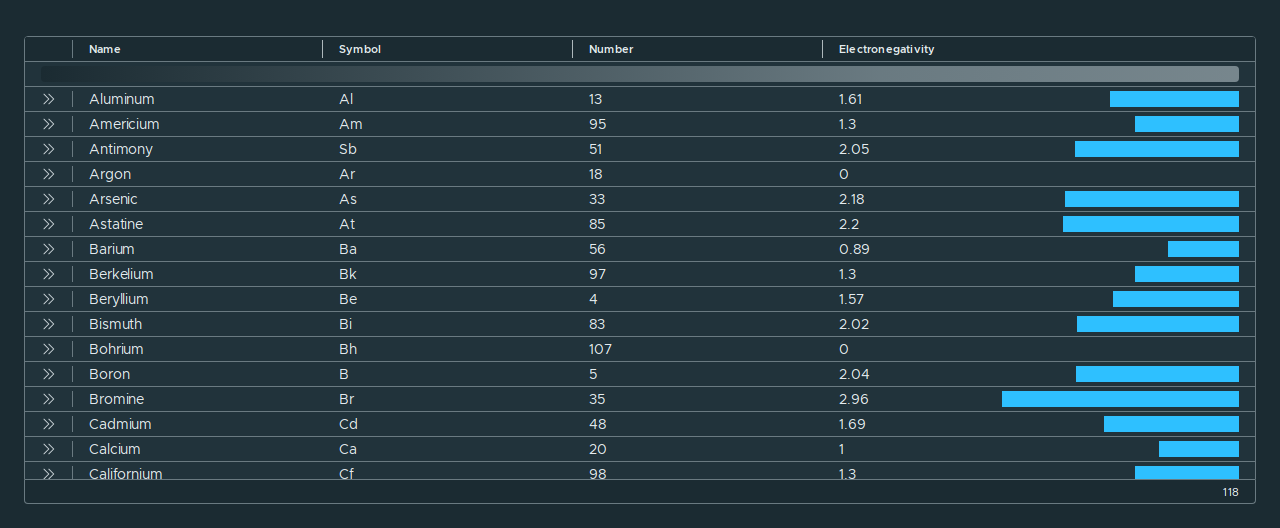 Name Symbol Number Electronegativity
Aluminum Al 13 1.61
Americium Am 95 1.3
Antimony Sb 51 2.05
Argon Ar 18 0
Arsenic As 33 2.18
Astatine At 85 2.2
Barium Ba 56 0.89
Berkelium Bk 97 1.3
Beryllium Be 4 1.57
Bismuth Bi 83 2.02
Bohrium Bh 107 0
Boron B 5 2.04
Bromine Br 35 2.96
Cadmium Cd 48 1.69
Calcium Ca 20 1
Californium Cf 98 1.3
118